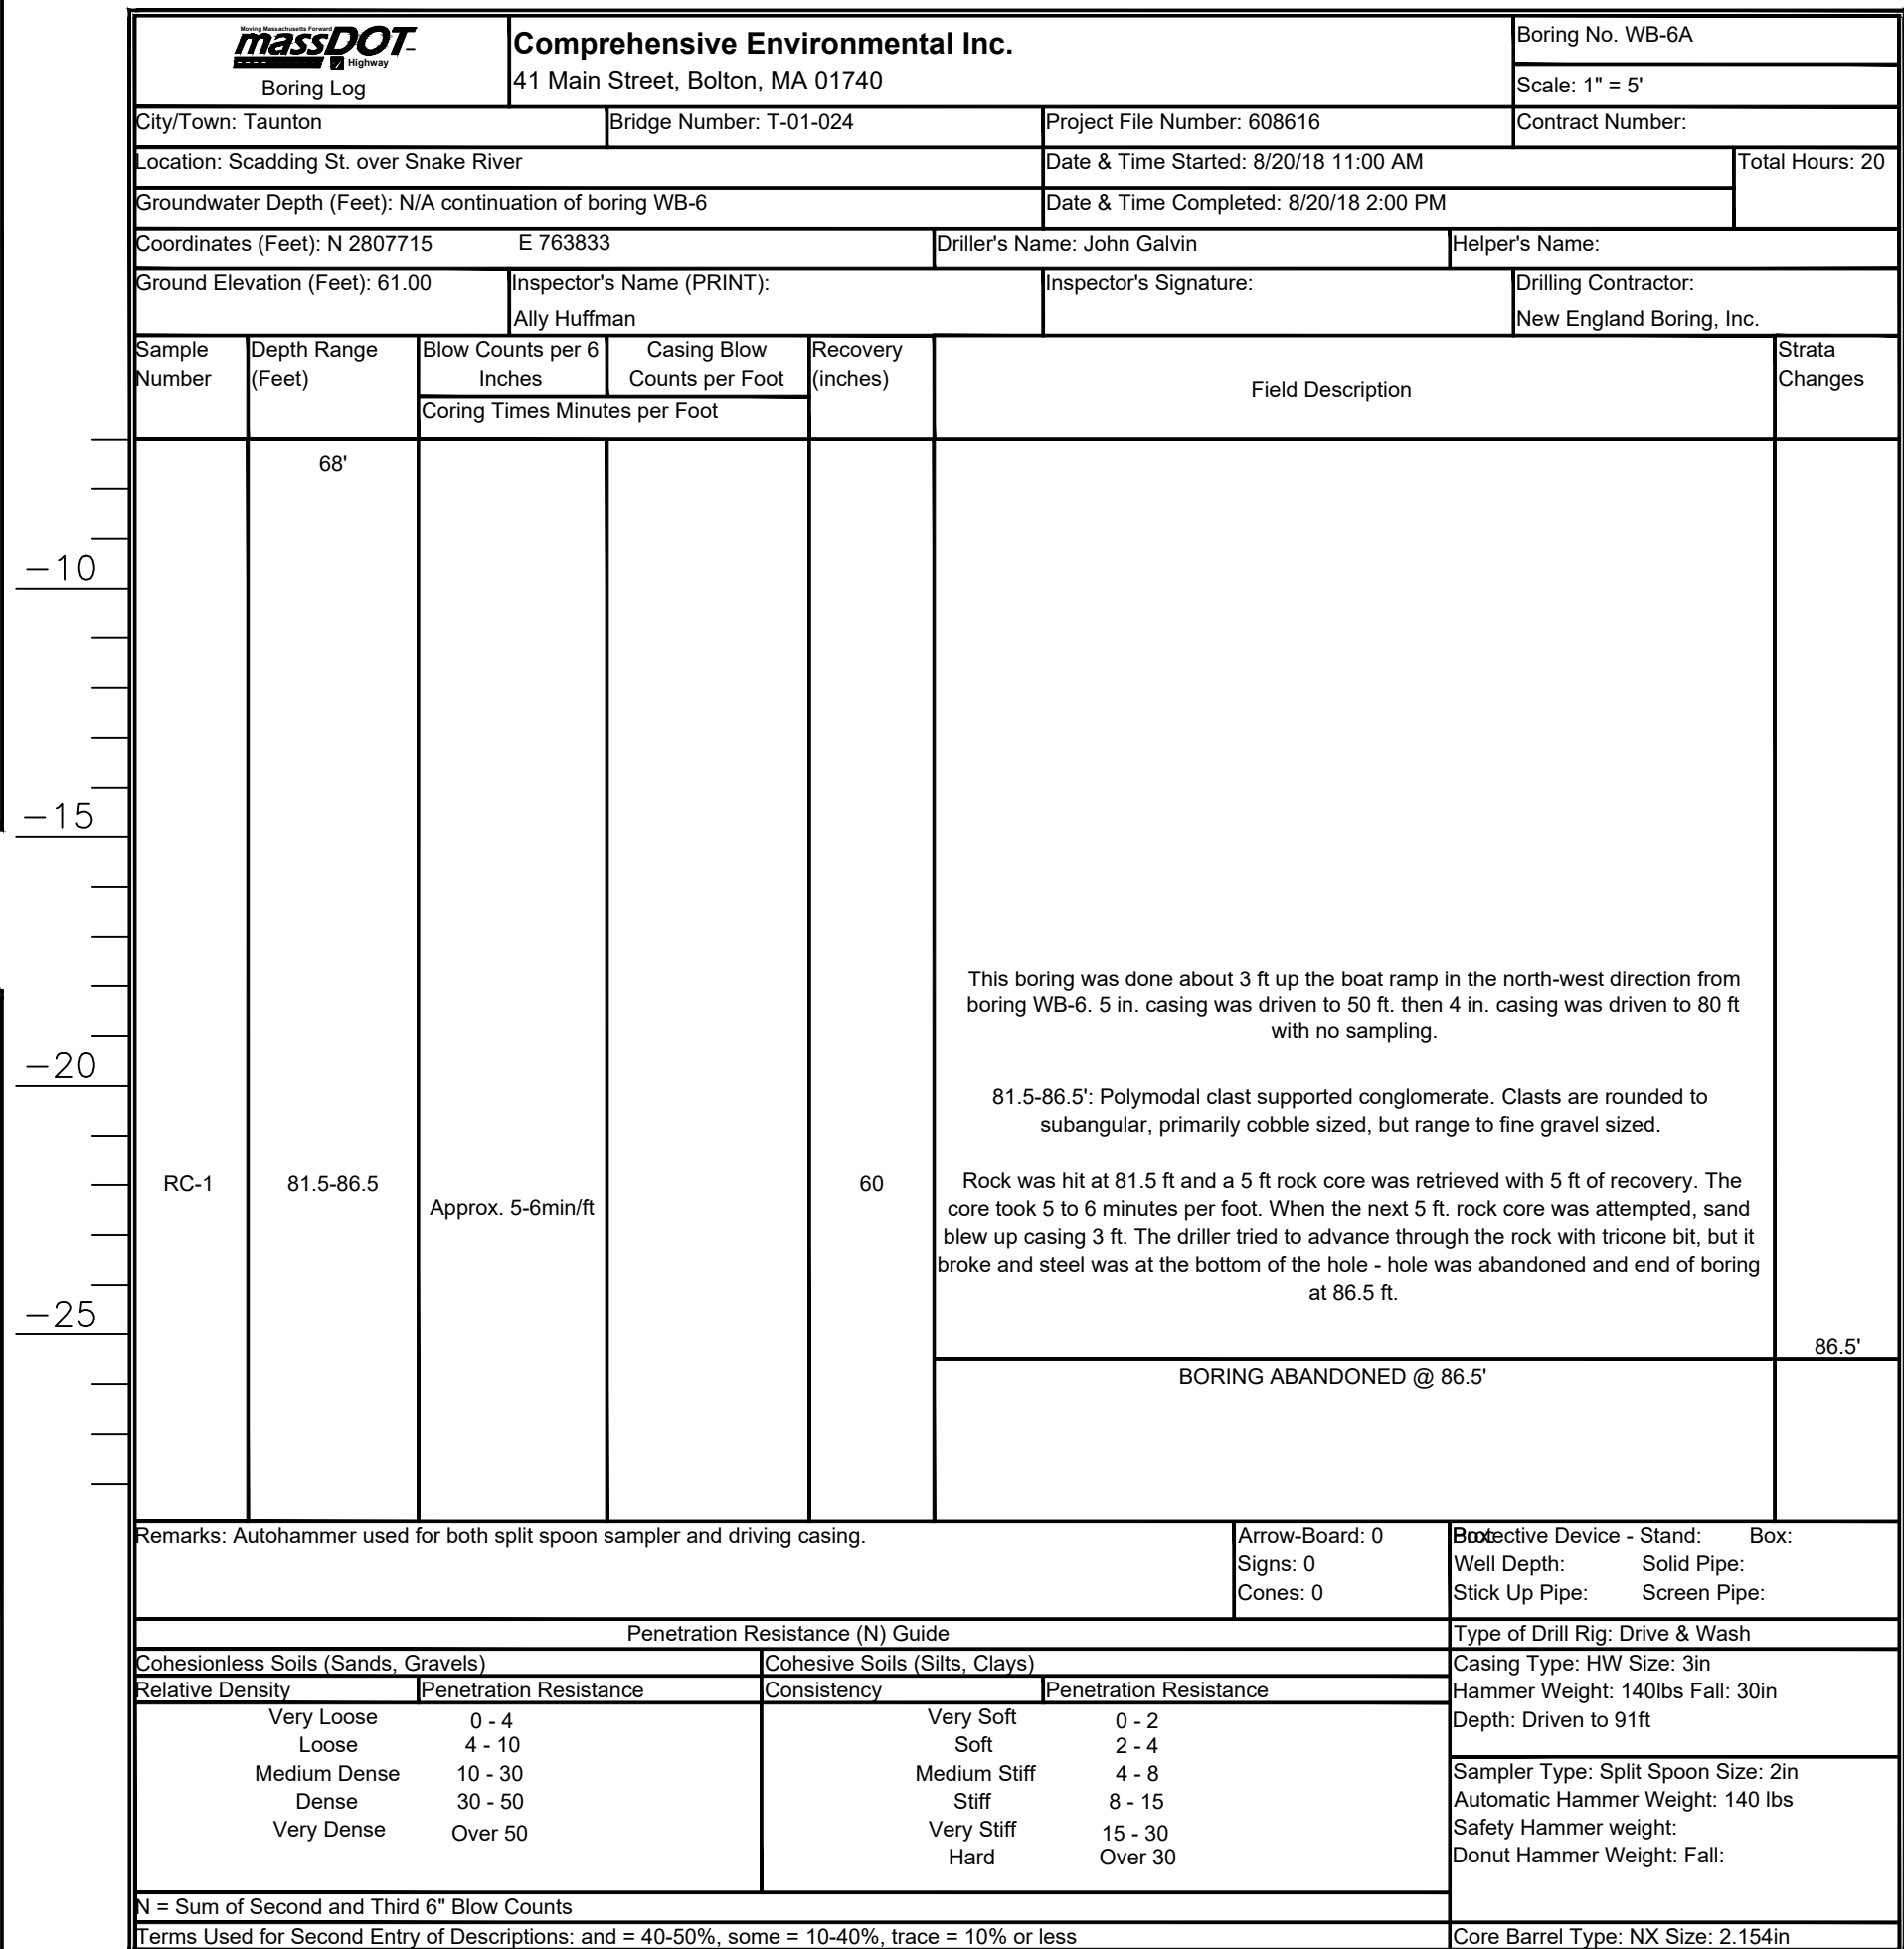 Moving Massachusetts Forward
massDOT
Highway
Boring Log
Comprehensive Environmental Inc.
41 Main Street, Bolton, MA 01740
Boring No. WB-6A
Scale: 1" = 5'
City/Town: Taunton
Bridge Number: T-01-024
Project File Number: 608616
Contract Number:
Location: Scadding St. over Snake River
Date & Time Started: 8/20/18 11:00 AM
Total Hours: 20
Groundwater Depth (Feet): N/A continuation of boring WB-6
Date & Time Completed: 8/20/18 2:00 PM
Coordinates (Feet): N 2807715 E 763833
Driller's Name: John Galvin
Helper's Name:
Ground Elevation (Feet): 61.00
Inspector's Name (PRINT):
Ally Huffman
Inspector's Signature:
Drilling Contractor:
New England Boring, Inc.
Sample
Number
Depth Range
(Feet)
Blow Counts per 6
Inches
Casing Blow
Counts per Foot
Coring Times Minutes per Foot
Recovery
(inches)
Field Description
Strata
Changes
68'
-10
-15
This boring was done about 3 ft up the boat ramp in the north-west direction from
boring WB-6. 5 in. casing was driven to 50 ft. then 4 in. casing was driven to 80 ft
with no sampling.
-20
81.5-86.5': Polymodal clast supported conglomerate. Clasts are rounded to
subangular, primarily cobble sized, but range to fine gravel sized.
RC-1
81.5-86.5
Approx. 5-6min/ft
60
Rock was hit at 81.5 ft and a 5 ft rock core was retrieved with 5 ft of recovery. The
core took 5 to 6 minutes per foot. When the next 5 ft. rock core was attempted, sand
blew up casing 3 ft. The driller tried to advance through the rock with tricone bit, but it
broke and steel was at the bottom of the hole - hole was abandoned and end of boring
at 86.5 ft.
-25
86.5'
BORING ABANDONED @ 86.5'
Remarks: Autohammer used for both split spoon sampler and driving casing.
Arrow-Board: 0
Signs: 0
Cones: 0
Protective Device - Stand: Box:
Well Depth: Solid Pipe:
Stick Up Pipe: Screen Pipe:
Penetration Resistance (N) Guide
Type of Drill Rig: Drive & Wash
Cohesionless Soils (Sands, Gravels)
Cohesive Soils (Silts, Clays)
Relative Density
Penetration Resistance
Consistency
Penetration Resistance
Very Loose 0 - 4
Loose 4 - 10
Medium Dense 10 - 30
Dense 30 - 50
Very Dense Over 50
Very Soft 0 - 2
Soft 2 - 4
Medium Stiff 4 - 8
Stiff 8 - 15
Very Stiff 15 - 30
Hard Over 30
Casing Type: HW Size: 3in
Hammer Weight: 140lbs Fall: 30in
Depth: Driven to 91ft
Sampler Type: Split Spoon Size: 2in
Automatic Hammer Weight: 140 lbs
Safety Hammer weight:
Donut Hammer Weight: Fall:
N = Sum of Second and Third 6" Blow Counts
Terms Used for Second Entry of Descriptions: and = 40-50%, some = 10-40%, trace = 10% or less
Core Barrel Type: NX Size: 2.154in